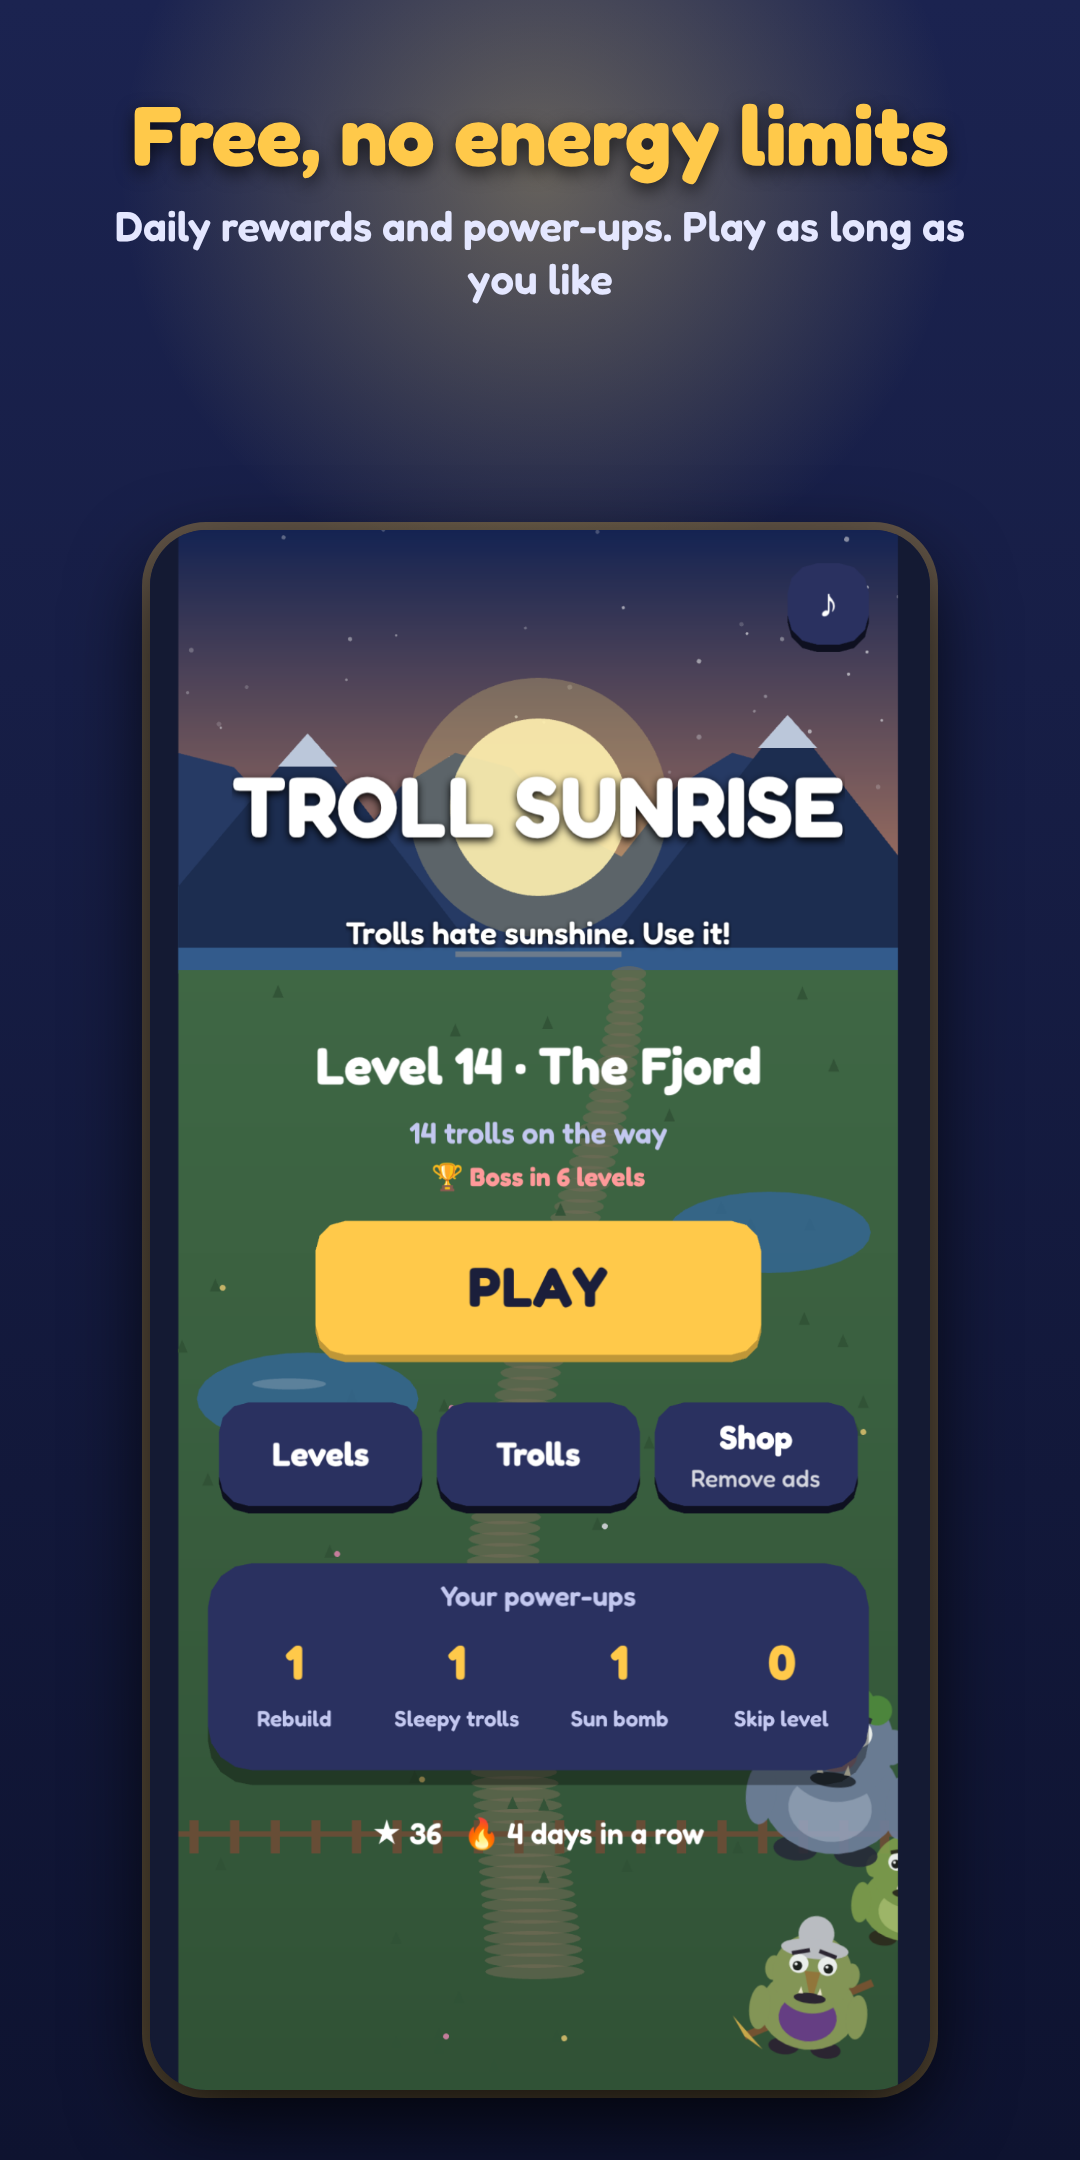 Free, no energy limits
Daily rewards and power-ups. Play as long as
you like
♪
TROLL SUNRISE
Trolls hate sunshine. Use it!
Level 14 · The Fjord
14 trolls on the way
🏆 Boss in 6 levels
PLAY
Levels
Trolls
Shop
Remove ads
Your power-ups
1 1 1 0
Rebuild Sleepy trolls Sun bomb Skip level
★ 36 🔥 4 days in a row